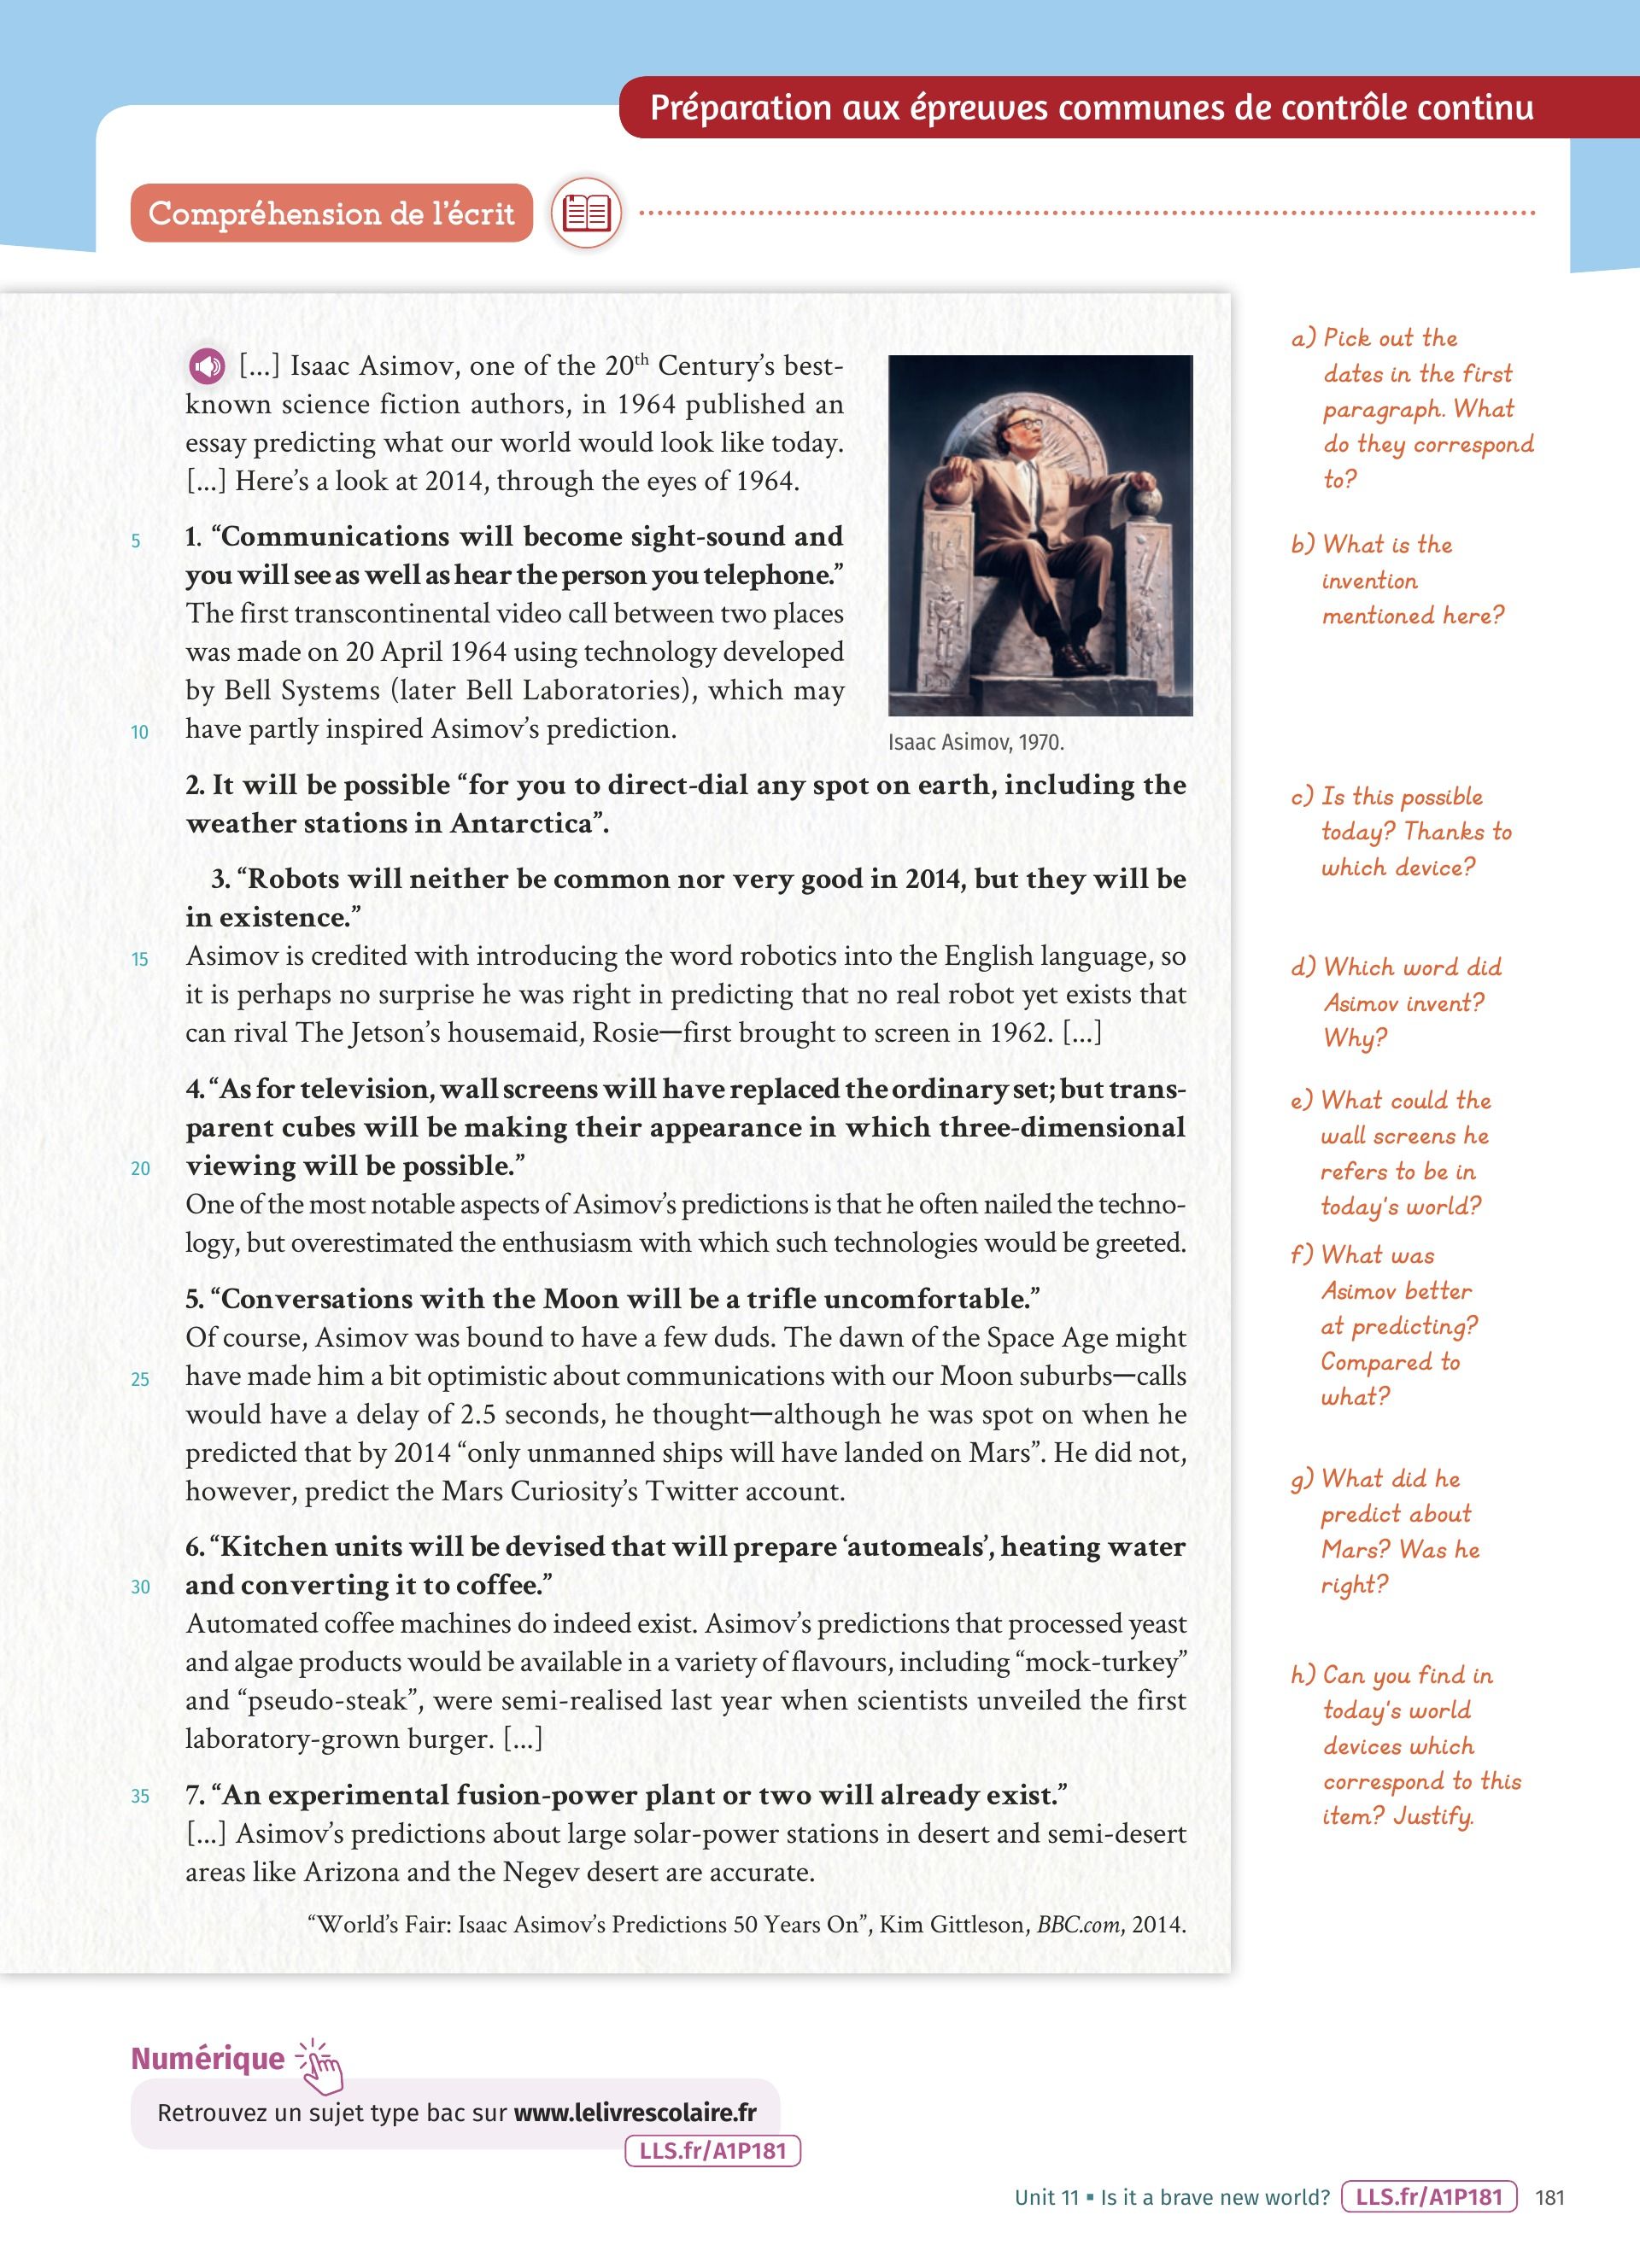 Préparation aux épreuves communes de contrôle continu
Compréhension de l'écrit
[...] Isaac Asimov, one of the 20th Century's best-
known science fiction authors, in 1964 published an
essay predicting what our world would look like today.
[...] Here's a look at 2014, through the eyes of 1964.
5
1. “Communications will become sight-sound and
you will see as well as hear the person you telephone.”
The first transcontinental video call between two places
was made on 20 April 1964 using technology developed
by Bell Systems (later Bell Laboratories), which may
10
have partly inspired Asimov's prediction.
Isaac Asimov, 1970.
2. It will be possible “for you to direct-dial any spot on earth, including the
weather stations in Antarctica”.
3. “Robots will neither be common nor very good in 2014, but they will be
in existence.”
15
Asimov is credited with introducing the word robotics into the English language, so
it is perhaps no surprise he was right in predicting that no real robot yet exists that
can rival The Jetson's housemaid, Rosie—first brought to screen in 1962. [...]
4. “As for television, wall screens will have replaced the ordinary set; but trans-
parent cubes will be making their appearance in which three-dimensional
20
viewing will be possible.”
One of the most notable aspects of Asimov's predictions is that he often nailed the techno-
logy, but overestimated the enthusiasm with which such technologies would be greeted.
5. “Conversations with the Moon will be a trifle uncomfortable.”
Of course, Asimov was bound to have a few duds. The dawn of the Space Age might
25
have made him a bit optimistic about communications with our Moon suburbs—calls
would have a delay of 2.5 seconds, he thought—although he was spot on when he
predicted that by 2014 “only unmanned ships will have landed on Mars”. He did not,
however, predict the Mars Curiosity's Twitter account.
6. “Kitchen units will be devised that will prepare ‘automeals’, heating water
30
and converting it to coffee.”
Automated coffee machines do indeed exist. Asimov's predictions that processed yeast
and algae products would be available in a variety of flavours, including “mock-turkey”
and “pseudo-steak”, were semi-realised last year when scientists unveiled the first
laboratory-grown burger. [...]
35
7. “An experimental fusion-power plant or two will already exist.”
[...] Asimov's predictions about large solar-power stations in desert and semi-desert
areas like Arizona and the Negev desert are accurate.
“World's Fair: Isaac Asimov's Predictions 50 Years On”, Kim Gittleson, BBC.com, 2014.
a) Pick out the
dates in the first
paragraph. What
do they correspond
to?
b) What is the
invention
mentioned here?
c) Is this possible
today? Thanks to
which device?
d) Which word did
Asimov invent?
Why?
e) What could the
wall screens he
refers to be in
today's world?
f) What was
Asimov better
at predicting?
Compared to
what?
g) What did he
predict about
Mars? Was he
right?
h) Can you find in
today's world
devices which
correspond to this
item? Justify.
Numérique
Retrouvez un sujet type bac sur www.lelivrescolaire.fr
LLS.fr/A1P181
Unit 11 ▪ Is it a brave new world? LLS.fr/A1P181 181